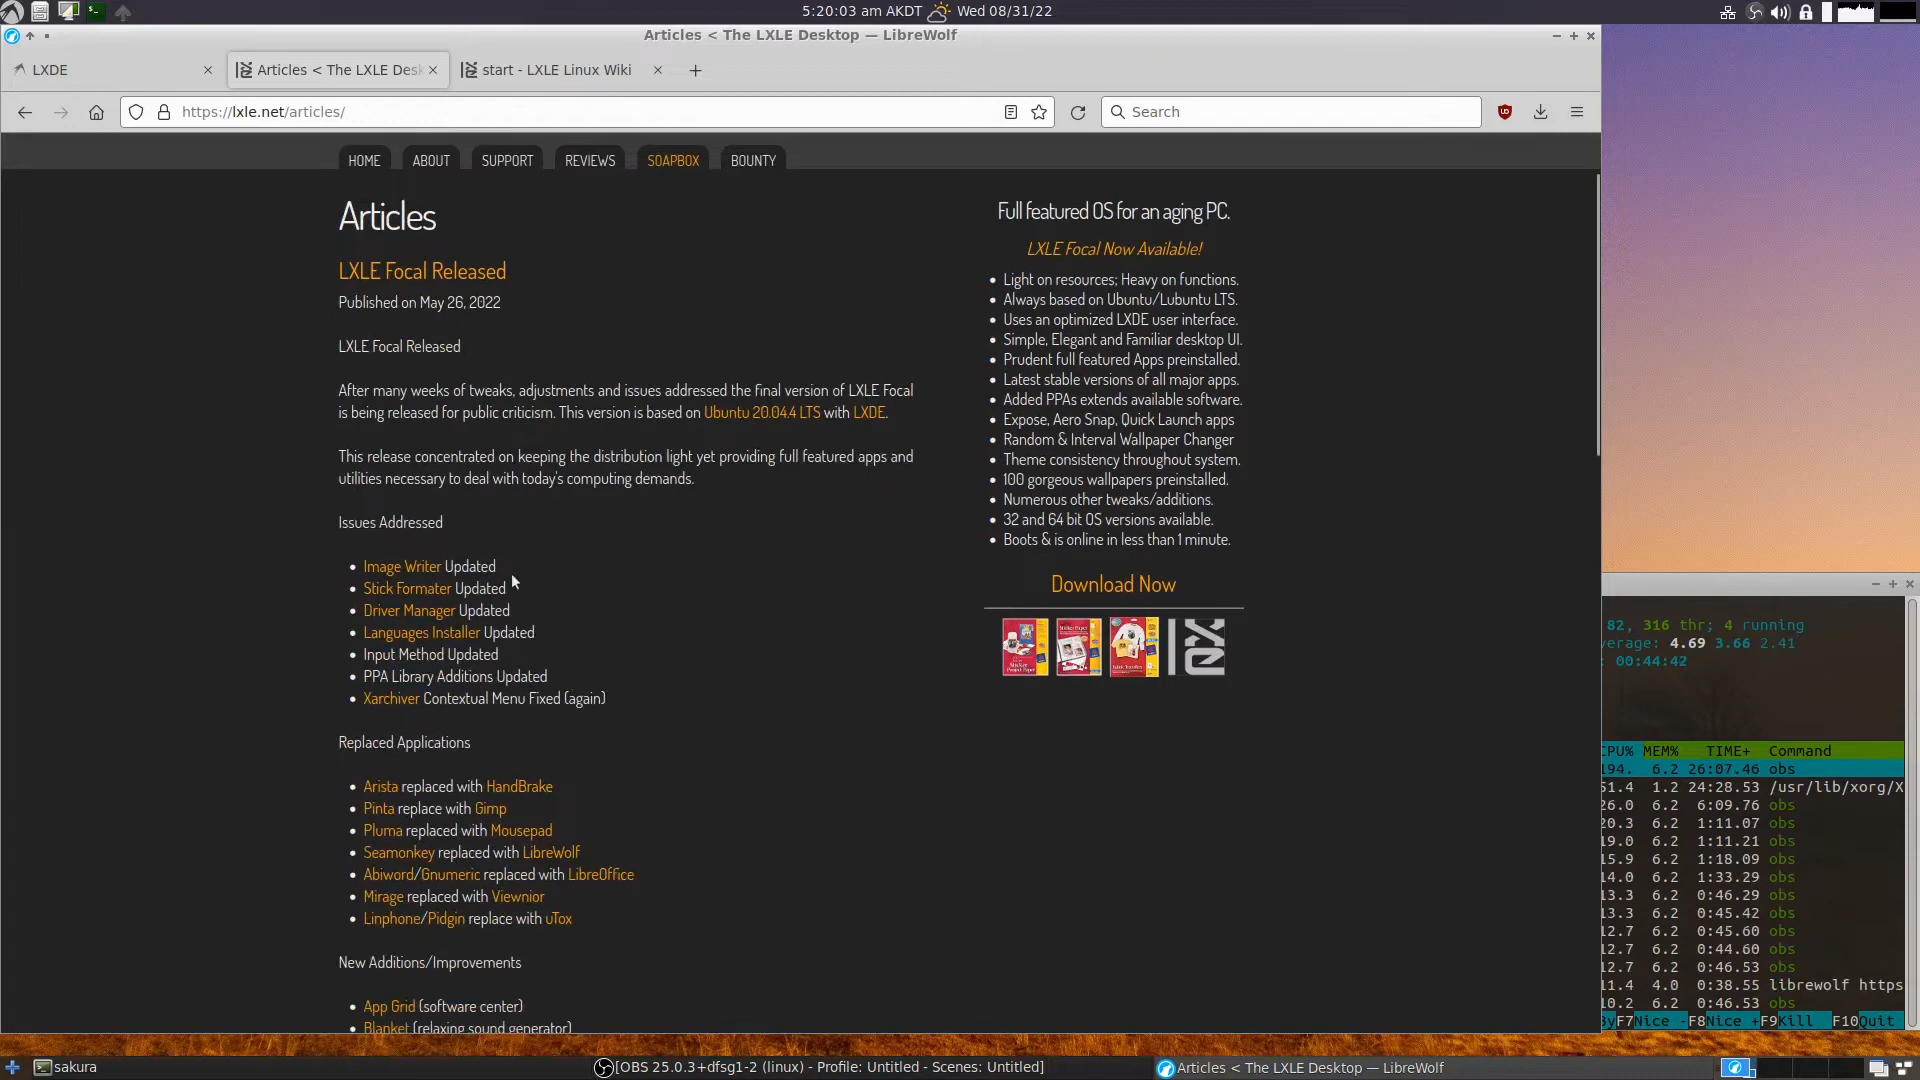 5:20:03 am AKDT
Wed 08/31/22
Articles < The LXLE Desktop — LibreWolf
LXDE
Articles < The LXLE Desk
start - LXLE Linux Wiki
https://lxle.net/articles/
Search
HOME
ABOUT
SUPPORT
REVIEWS
SOAPBOX
BOUNTY
Articles
LXLE Focal Released
Published on May 26, 2022
LXLE Focal Released
After many weeks of tweaks, adjustments and issues addressed the final version of LXLE Focal
is being released for public criticism. This version is based on Ubuntu 20.04.4 LTS with LXDE.
This release concentrated on keeping the distribution light yet providing full featured apps and
utilities necessary to deal with today's computing demands.
Issues Addressed
Image Writer Updated
Stick Formater Updated
Driver Manager Updated
Languages Installer Updated
Input Method Updated
PPA Library Additions Updated
Xarchiver Contextual Menu Fixed (again)
Replaced Applications
Arista replaced with HandBrake
Pinta replace with Gimp
Pluma replaced with Mousepad
Seamonkey replaced with LibreWolf
Abiword/Gnumeric replaced with LibreOffice
Mirage replaced with Viewnior
Linphone/Pidgin replace with uTox
New Additions/Improvements
App Grid (software center)
Blanket (relaxing sound generator)
Full featured OS for an aging PC.
LXLE Focal Now Available!
Light on resources; Heavy on functions.
Always based on Ubuntu/Lubuntu LTS.
Uses an optimized LXDE user interface.
Simple, Elegant and Familiar desktop UI.
Prudent full featured Apps preinstalled.
Latest stable versions of all major apps.
Added PPAs extends available software.
Expose, Aero Snap, Quick Launch apps
Random & Interval Wallpaper Changer
Theme consistency throughout system.
100 gorgeous wallpapers preinstalled.
Numerous other tweaks/additions.
32 and 64 bit OS versions available.
Boots & is online in less than 1 minute.
Download Now
82, 316 thr; 4 running
verage: 4.69 3.66 2.41
: 00:44:42
CPU% MEM% TIME+ Command
194. 6.2 26:07.46 obs
51.4 1.2 24:28.53 /usr/lib/xorg/X
26.0 6.2 6:09.76 obs
20.3 6.2 1:11.07 obs
19.0 6.2 1:11.21 obs
15.9 6.2 1:18.09 obs
14.0 6.2 1:33.29 obs
13.3 6.2 0:46.29 obs
13.3 6.2 0:45.42 obs
12.7 6.2 0:45.60 obs
12.7 6.2 0:44.60 obs
12.7 6.2 0:46.53 obs
11.4 4.0 0:38.55 librewolf https
10.2 6.2 0:46.53 obs
ByF7Nice -F8Nice +F9Kill F10Quit
sakura
[OBS 25.0.3+dfsg1-2 (linux) - Profile: Untitled - Scenes: Untitled]
Articles < The LXLE Desktop — LibreWolf